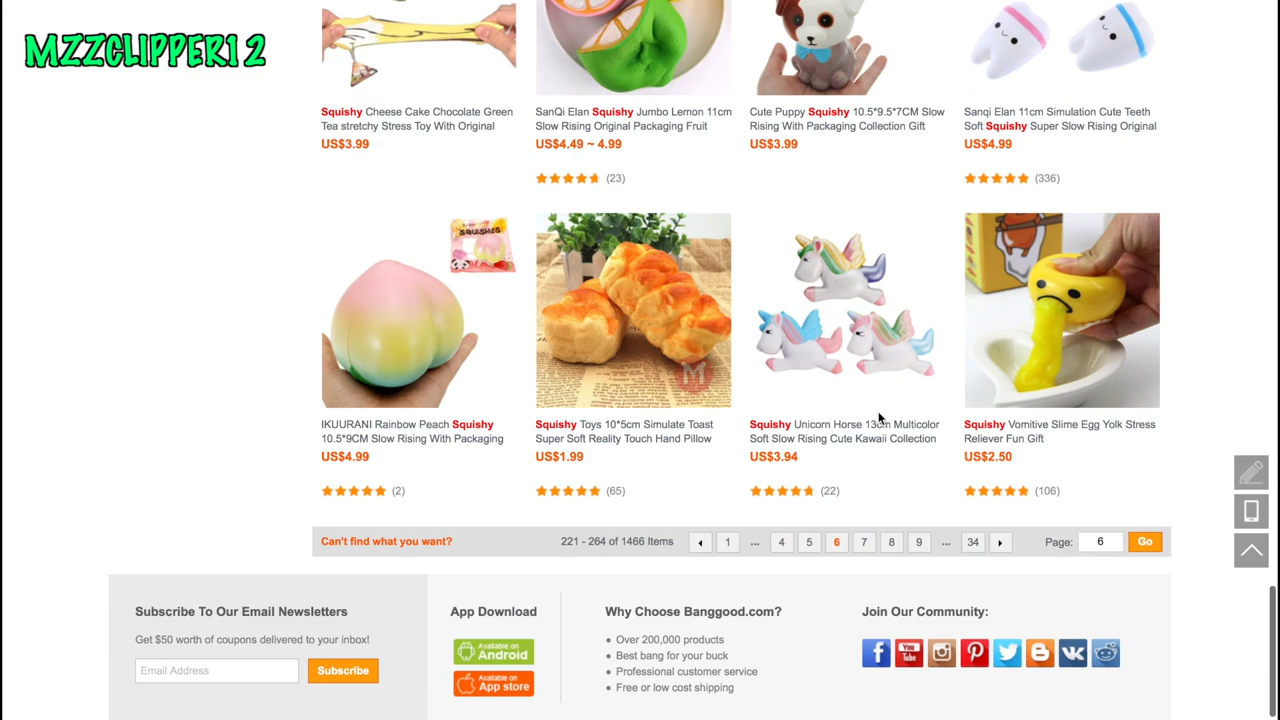 MZZCLIPPER12
Squishy Cheese Cake Chocolate Green
Tea stretchy Stress Toy With Original
US$3.99
SanQi Elan Squishy Jumbo Lemon 11cm
Slow Rising Original Packaging Fruit
US$4.49 ~ 4.99
(23)
Cute Puppy Squishy 10.5*9.5*7CM Slow
Rising With Packaging Collection Gift
US$3.99
Sanqi Elan 11cm Simulation Cute Teeth
Soft Squishy Super Slow Rising Original
US$4.99
(336)
SQUISHIES
IKUURANI Rainbow Peach Squishy
10.5*9CM Slow Rising With Packaging
US$4.99
(2)
M
Squishy Toys 10*5cm Simulate Toast
Super Soft Reality Touch Hand Pillow
US$1.99
(65)
Squishy Unicorn Horse 13cm Multicolor
Soft Slow Rising Cute Kawaii Collection
US$3.94
(22)
Squishy Vomitive Slime Egg Yolk Stress
Reliever Fun Gift
US$2.50
(106)
Can't find what you want?
221 - 264 of 1466 Items
1 ... 4 5 6 7 8 9 ... 34
Page: 6 Go
Subscribe To Our Email Newsletters
Get $50 worth of coupons delivered to your inbox!
Email Address
Subscribe
App Download
Available on
Android
Available on
App store
Why Choose Banggood.com?
Over 200,000 products
Best bang for your buck
Professional customer service
Free or low cost shipping
Join Our Community:
You
Tube